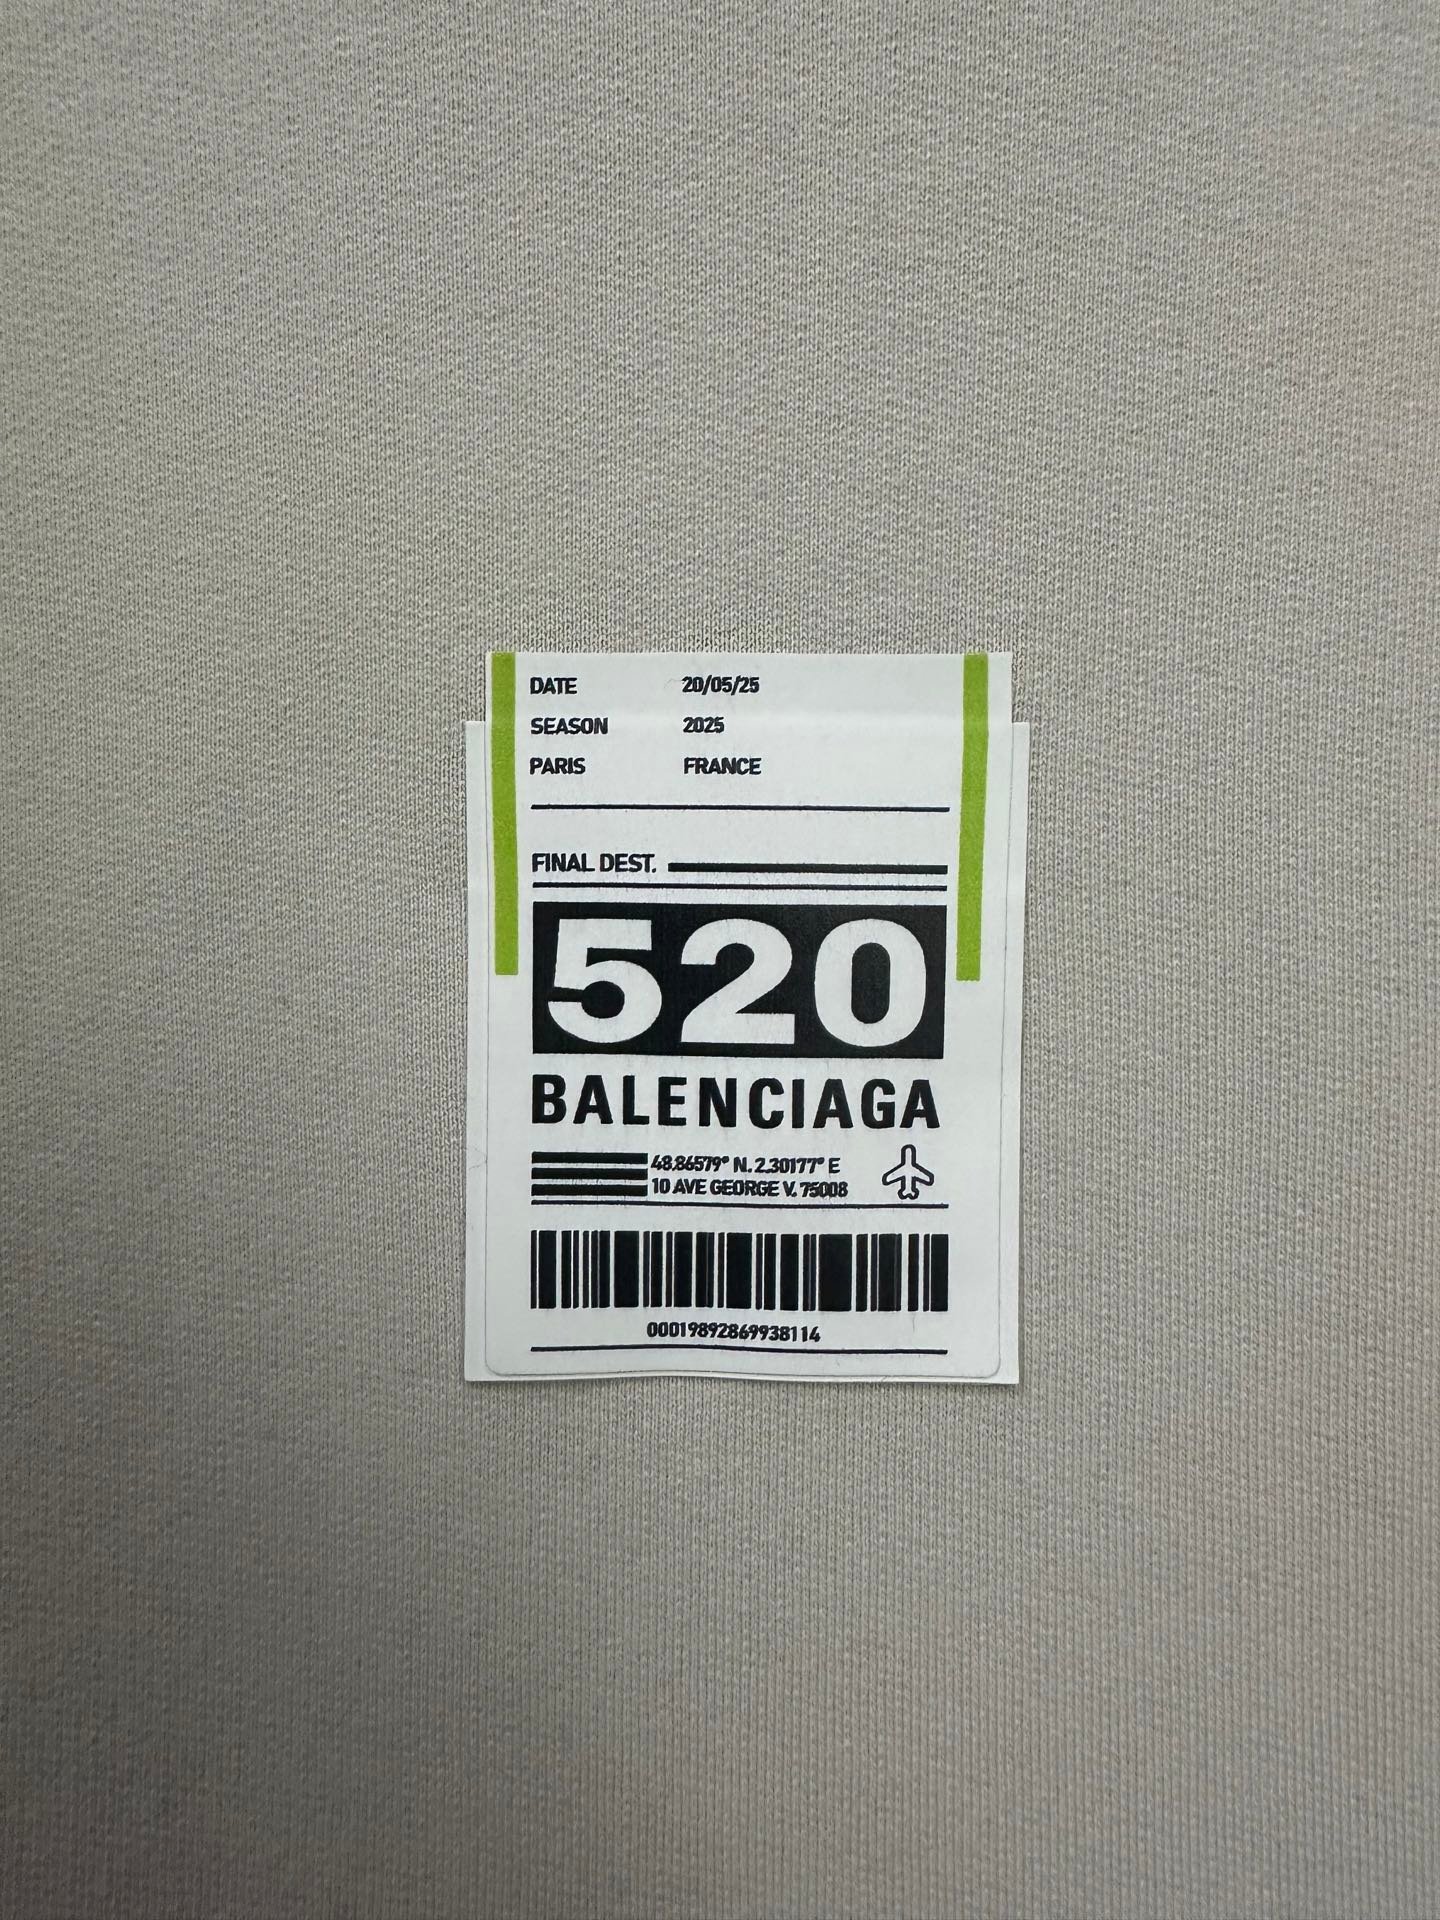 DATE 20/05/25
SEASON 2025
PARIS FRANCE
FINAL DEST.
520
BALENCIAGA
48.86579° N. 2.30177° E
10 AVE GEORGE V. 75008
00019892869938114